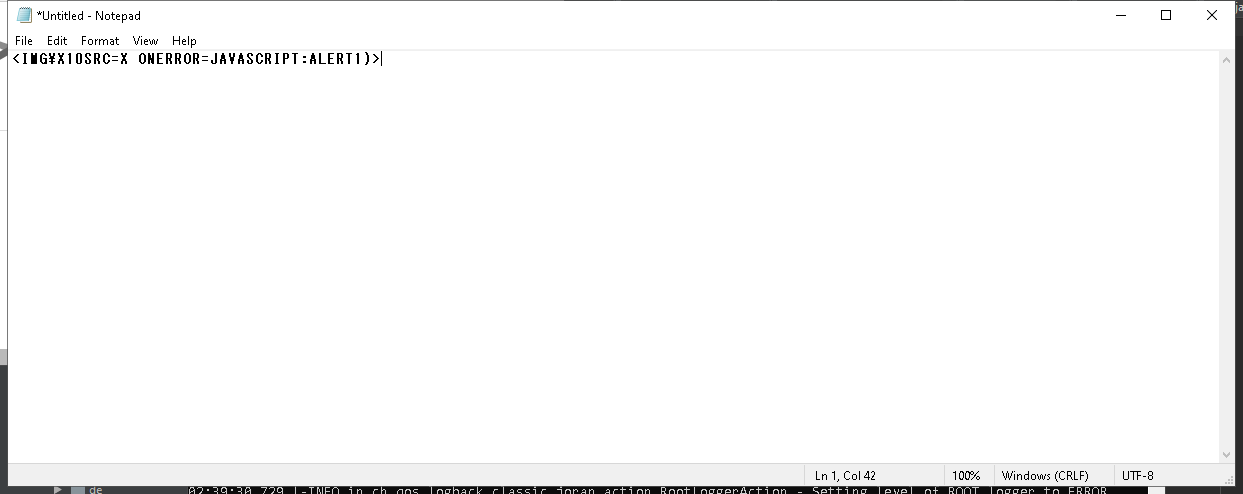 *Untitled - Notepad
File Edit Format View Help
<IMG¥X10SRC=X ONERROR=JAVASCRIPT:ALERT1)>
Ln 1, Col 42 100% Windows (CRLF) UTF-8
de 02:39:30,729 |-INFO in ch.qos.logback.classic.joran.action.RootLoggerAction - Setting level of ROOT logger to ERROR